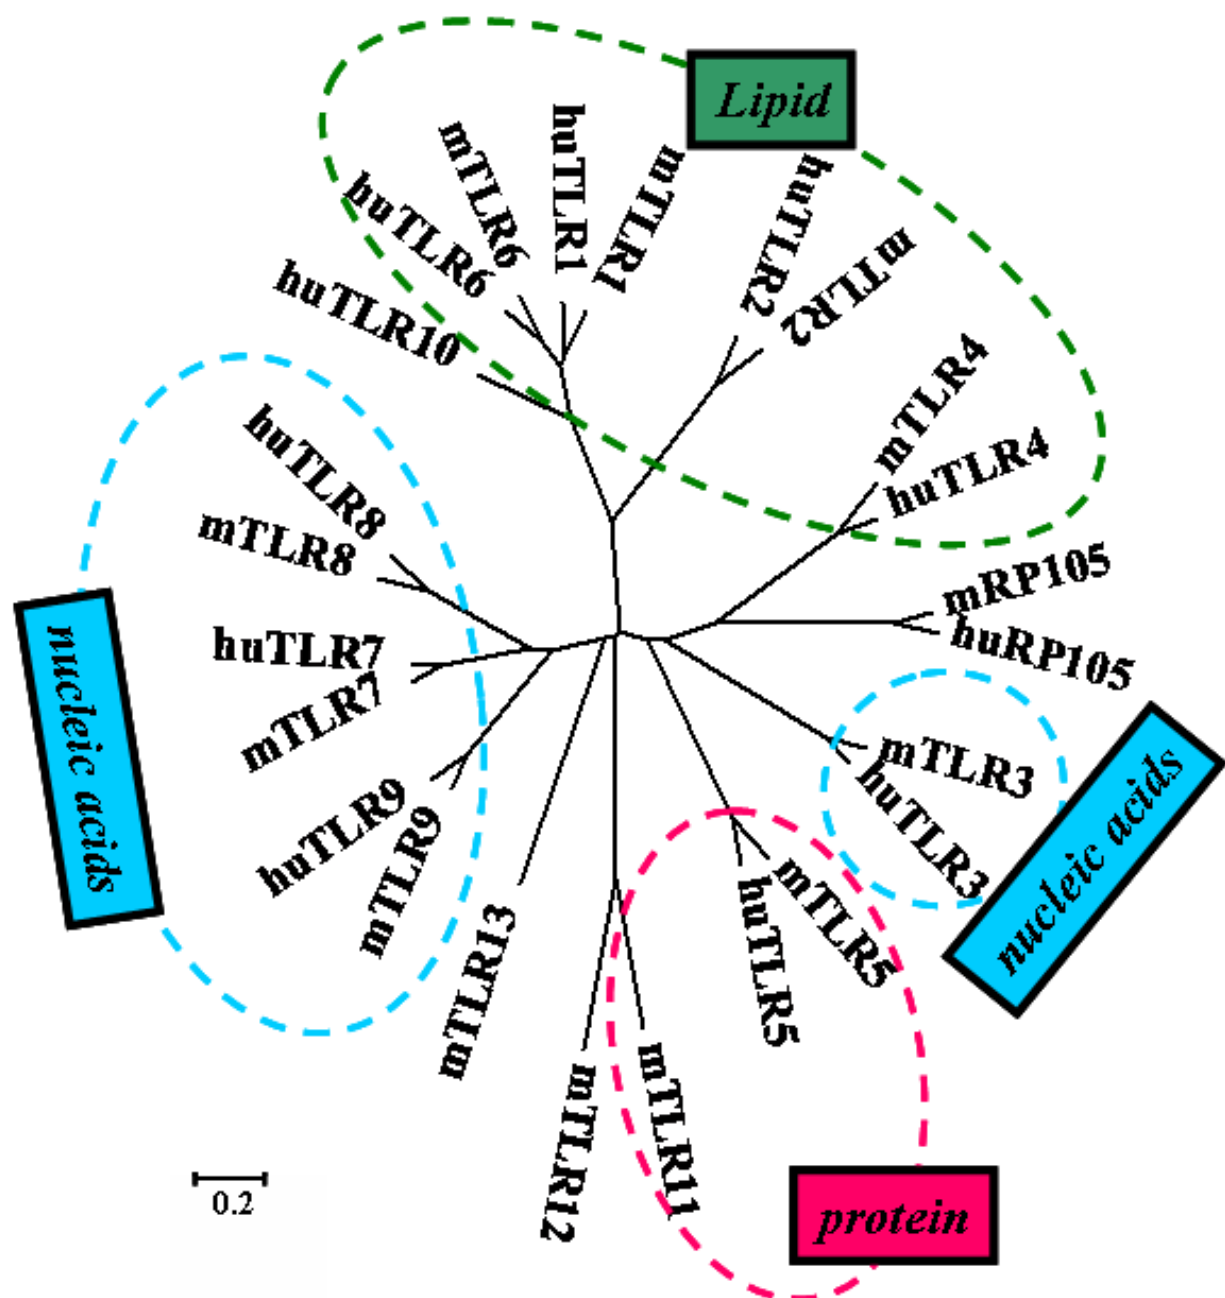 Lipid
huTLR1
mTLR6
mTLR1
huTLR6
huTLR2
mTLR2
huTLR10
mTLR4
huTLR4
huTLR8
mTLR8
mRP105
huRP105
huTLR7
mTLR7
nucleic acids
mTLR3
huTLR3
nucleic acids
huTLR9
mTLR9
mTLR5
huTLR5
mTLR13
mTLR12
mTLR11
0.2
protein